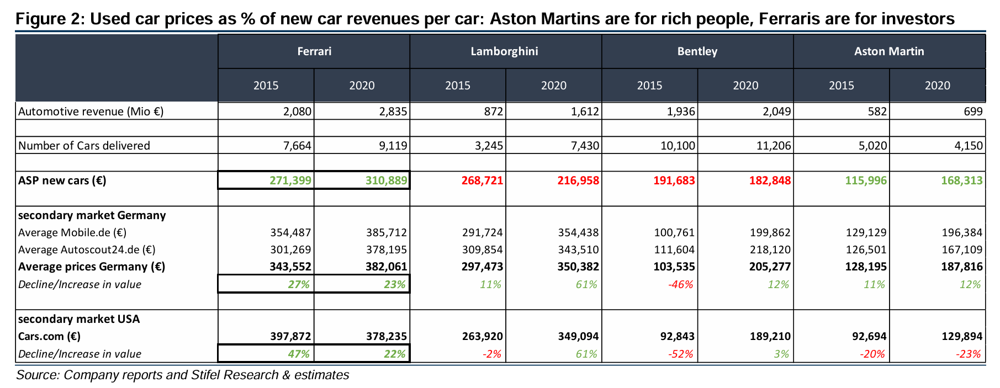 Figure 2: Used car prices as % of new car revenues per car: Aston Martins are for rich people, Ferraris are for investors
Ferrari Lamborghini Bentley Aston Martin
2015 2020 2015 2020 2015 2020 2015 2020
Automotive revenue (Mio €) 2,080 2,835 872 1,612 1,936 2,049 582 699
Number of Cars delivered 7,664 9,119 3,245 7,430 10,100 11,206 5,020 4,150
ASP new cars (€) 271,399 310,889 268,721 216,958 191,683 182,848 115,996 168,313
secondary market Germany
Average Mobile.de (€) 354,487 385,712 291,724 354,438 100,761 199,862 129,129 196,384
Average Autoscout24.de (€) 301,269 378,195 309,854 343,510 111,604 218,120 126,501 167,109
Average prices Germany (€) 343,552 382,061 297,473 350,382 103,535 205,277 128,195 187,816
Decline/Increase in value 27% 23% 11% 61% -46% 12% 11% 12%
secondary market USA
Cars.com (€) 397,872 378,235 263,920 349,094 92,843 189,210 92,694 129,894
Decline/Increase in value 47% 22% -2% 61% -52% 3% -20% -23%
Source: Company reports and Stifel Research & estimates